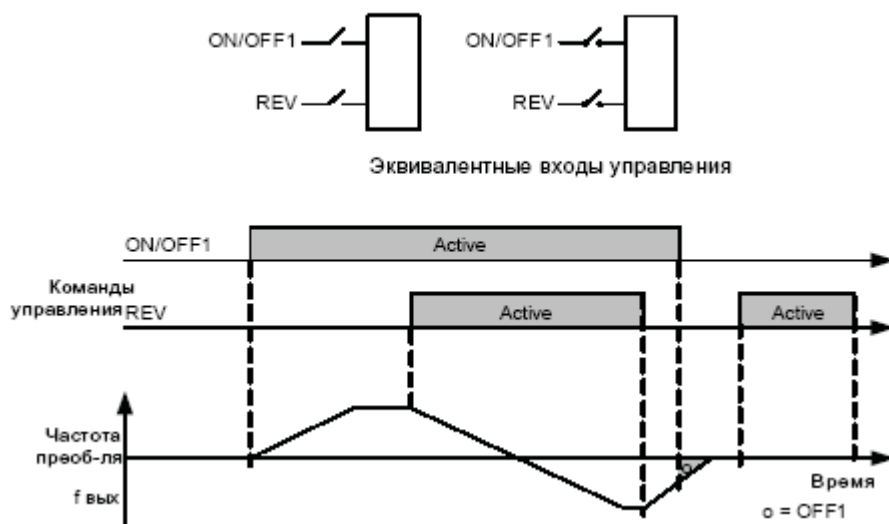 ON/OFF1
ON/OFF1
REV
REV
Эквивалентные входы управления
ON/OFF1
Active
Команды
управления
REV
Active
Active
Частота
преоб-ля
f вых
Время
o
o = OFF1